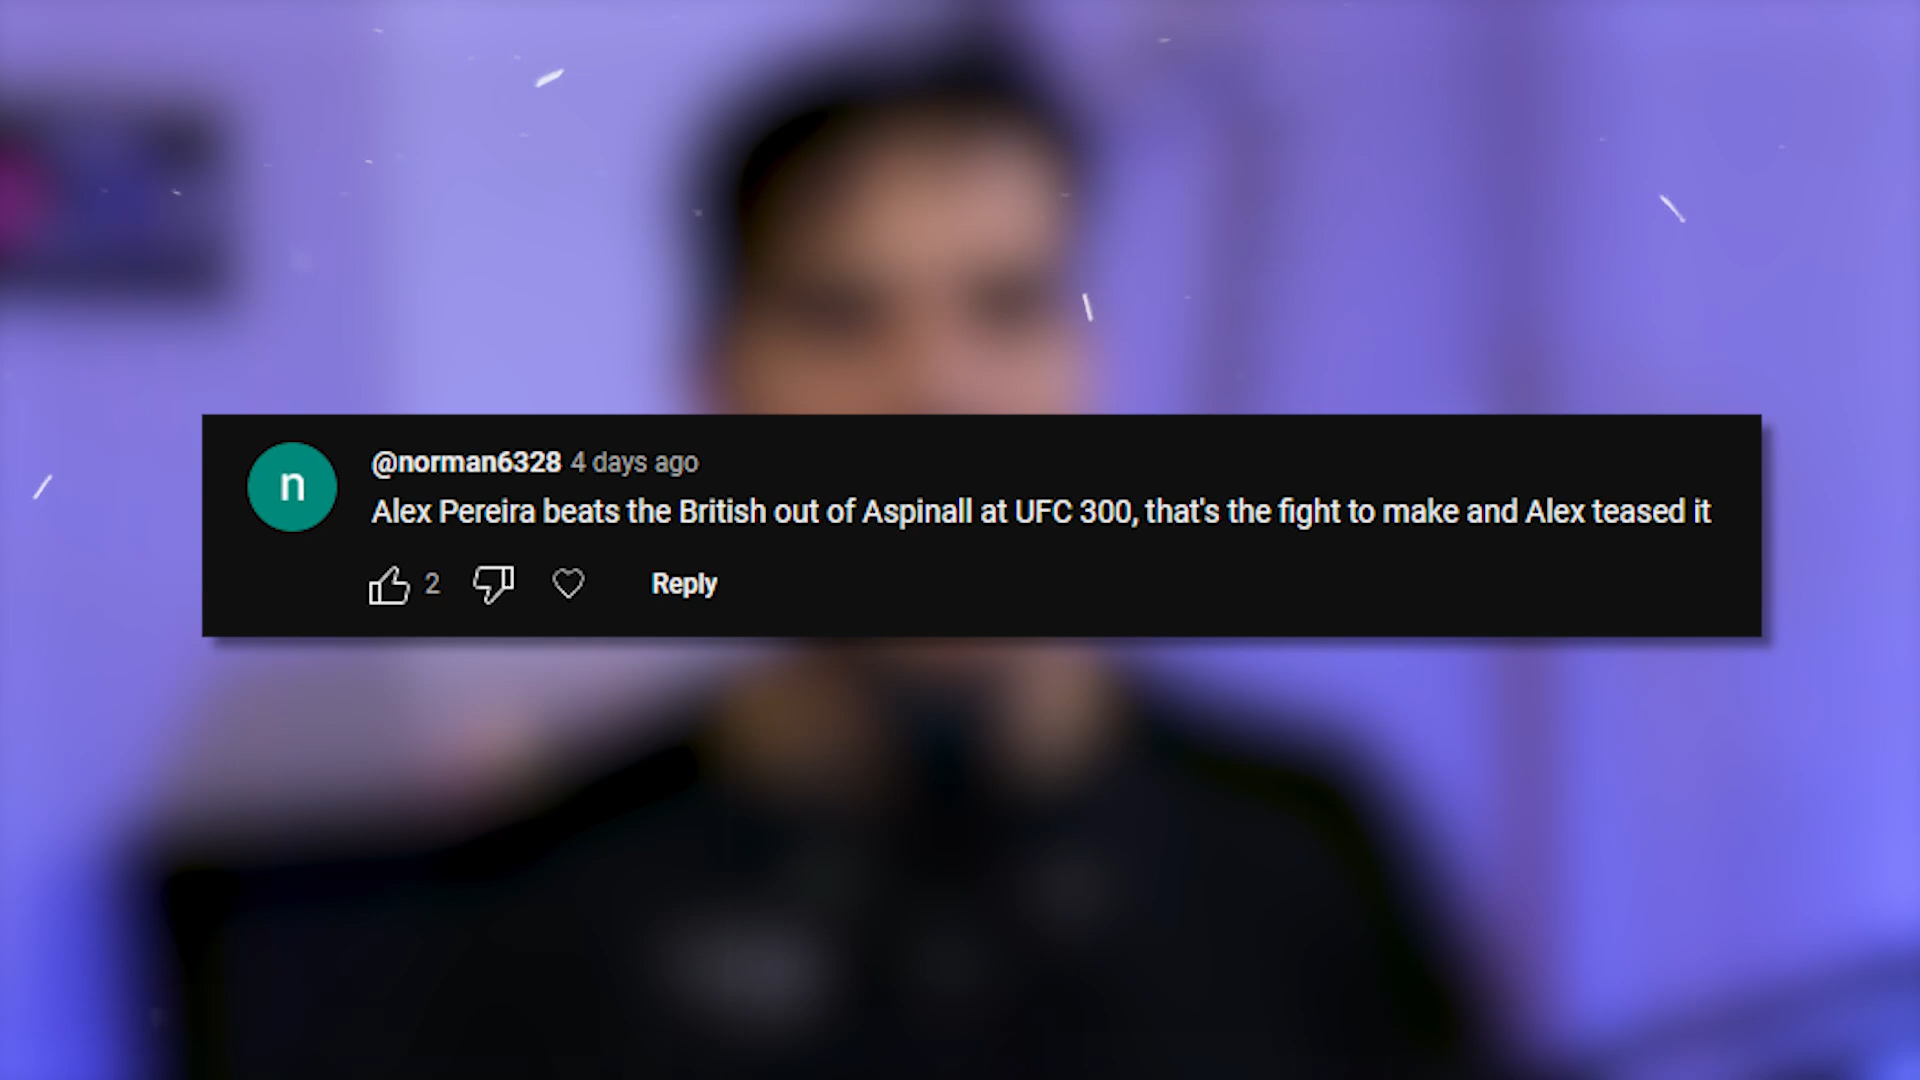 n
@norman6328 4 days ago
Alex Pereira beats the British out of Aspinall at UFC 300, that's the fight to make and Alex teased it
2 Reply